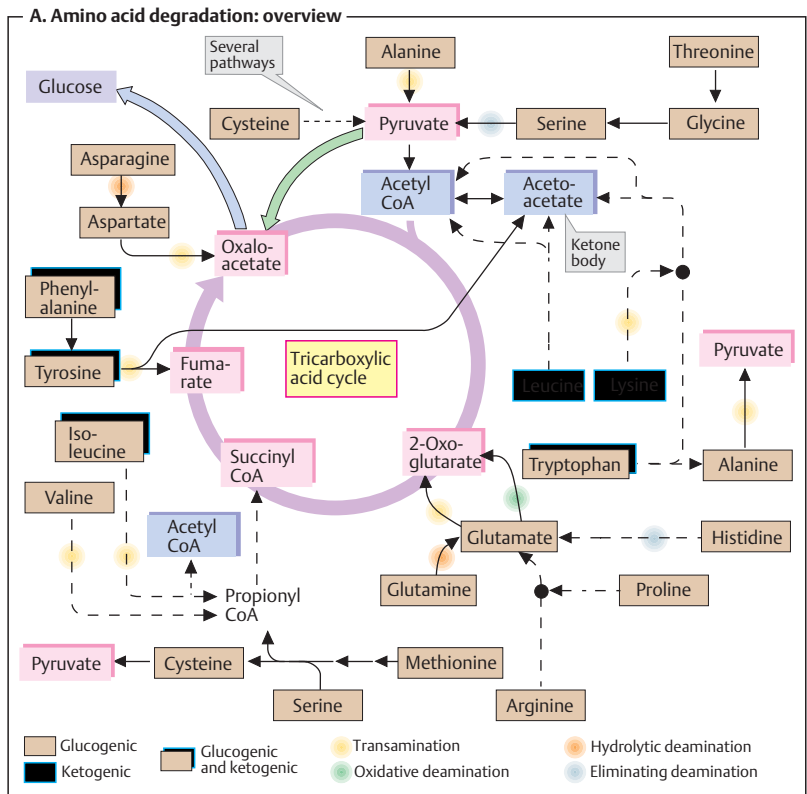 A. Amino acid degradation: overview
Several
pathways
Alanine
Threonine
Glucose
Cysteine
Pyruvate
Serine
Glycine
Asparagine
Acetyl
CoA
Aceto-
acetate
Aspartate
Oxalo-
acetate
Ketone
body
Phenyl-
alanine
Tyrosine
Fuma-
rate
Tricarboxylic
acid cycle
Leucine
Lysine
Pyruvate
Iso-
leucine
Succinyl
CoA
2-Oxo-
glutarate
Tryptophan
Alanine
Valine
Acetyl
CoA
Glutamate
Histidine
Propionyl
CoA
Glutamine
Proline
Pyruvate
Cysteine
Methionine
Serine
Arginine
Glucogenic
Ketogenic
Glucogenic
and ketogenic
Transamination
Oxidative deamination
Hydrolytic deamination
Eliminating deamination